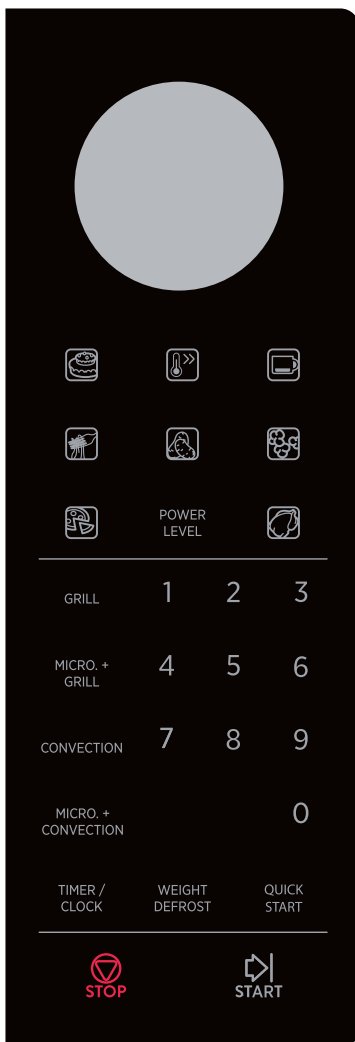 POWER
LEVEL
GRILL
1 2 3
MICRO. +
GRILL
4 5 6
CONVECTION
7 8 9
MICRO. +
CONVECTION
0
TIMER /
CLOCK
WEIGHT
DEFROST
QUICK
START
STOP
START